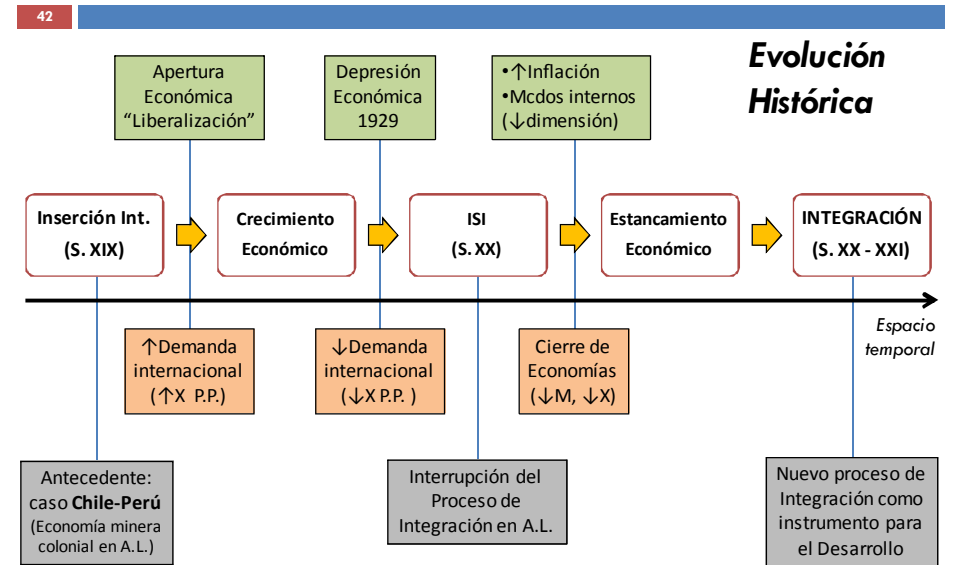 42
Evolución
Histórica
Apertura
Económica
“Liberalización”
Depresión
Económica
1929
•↑Inflación
•Mcdos internos
(↓dimensión)
Inserción Int.
(S. XIX)
Crecimiento
Económico
ISI
(S. XX)
Estancamiento
Económico
INTEGRACIÓN
(S. XX - XXI)
Espacio
temporal
↑Demanda
internacional
(↑X P.P.)
↓Demanda
internacional
(↓X P.P. )
Cierre de
Economías
(↓M, ↓X)
Antecedente:
caso Chile-Perú
(Economía minera
colonial en A.L.)
Interrupción del
Proceso de
Integración en A.L.
Nuevo proceso de
Integración como
instrumento para
el Desarrollo